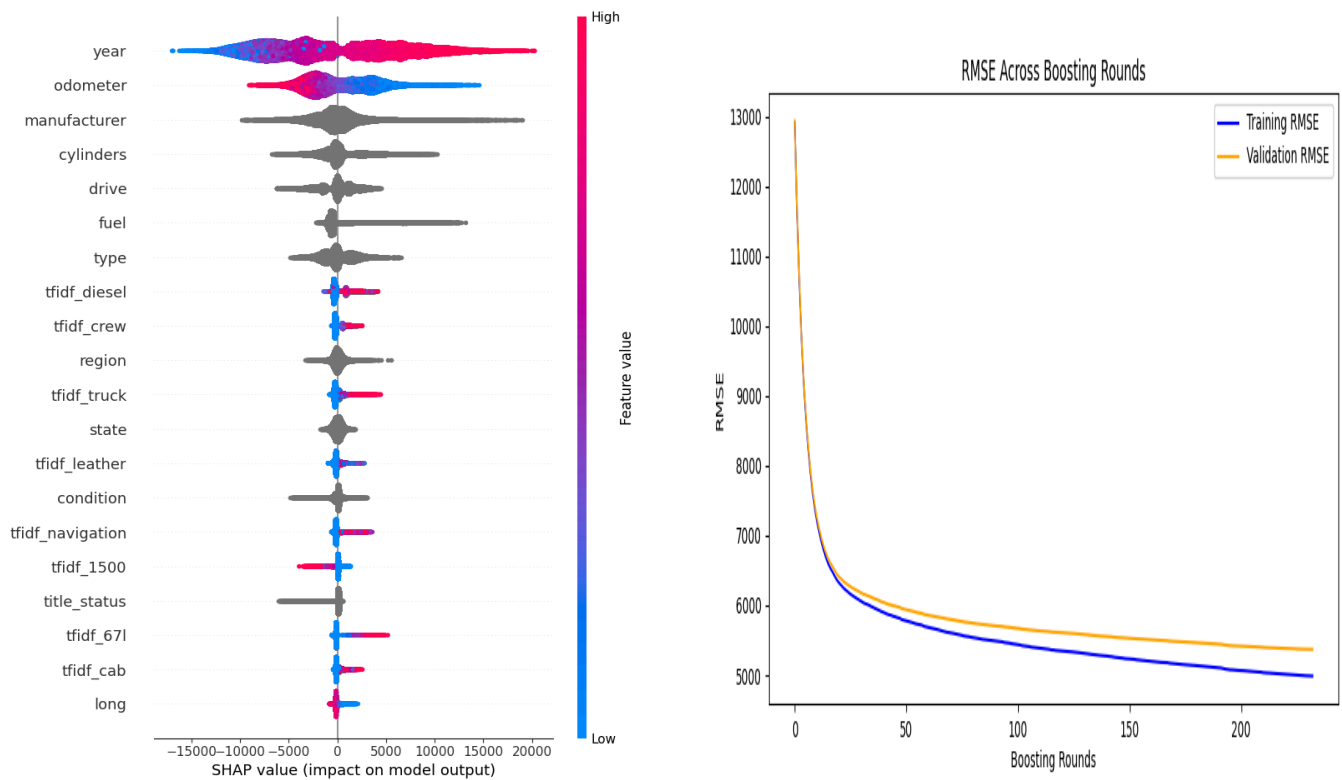 year
odometer
manufacturer
cylinders
drive
fuel
type
tfidf_diesel
tfidf_crew
region
tfidf_truck
state
tfidf_leather
condition
tfidf_navigation
tfidf_1500
title_status
tfidf_67l
tfidf_cab
long
−15000 −10000 −5000 0 5000 10000 15000 20000
SHAP value (impact on model output)
High
Feature value
Low
RMSE Across Boosting Rounds
Training RMSE
Validation RMSE
RMSE
13000
12000
11000
10000
9000
8000
7000
6000
5000
0 50 100 150 200
Boosting Rounds